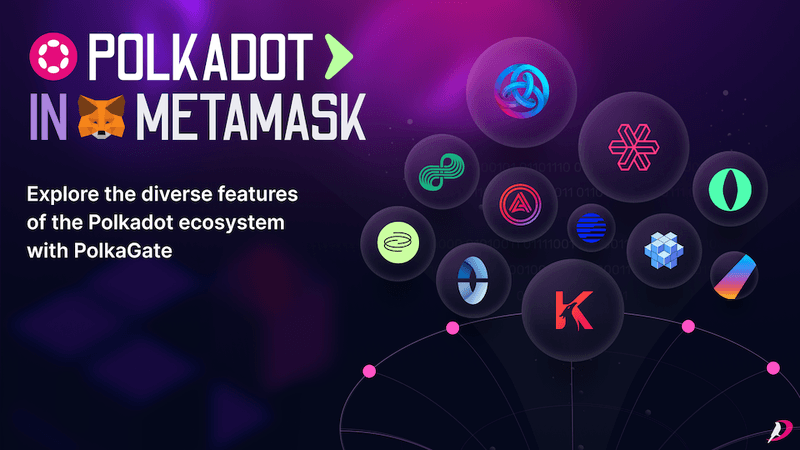 POLKADOT
IN METAMASK
Explore the diverse features
of the Polkadot ecosystem
with PolkaGate